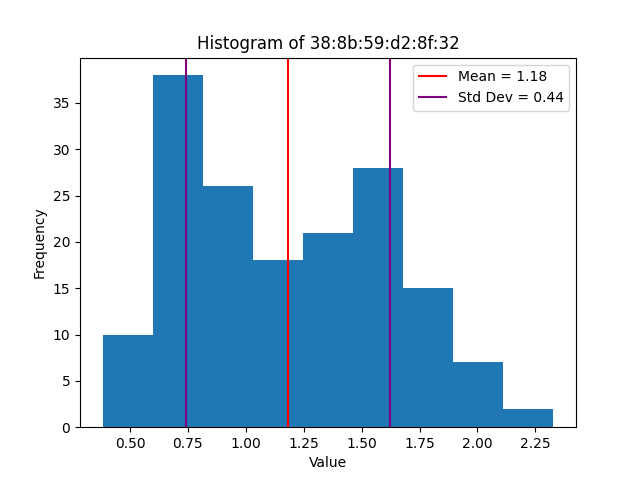 Histogram of 38:8b:59:d2:8f:32
Mean = 1.18
Std Dev = 0.44
Frequency
35
30
25
20
15
10
5
0
0.50 0.75 1.00 1.25 1.50 1.75 2.00 2.25
Value